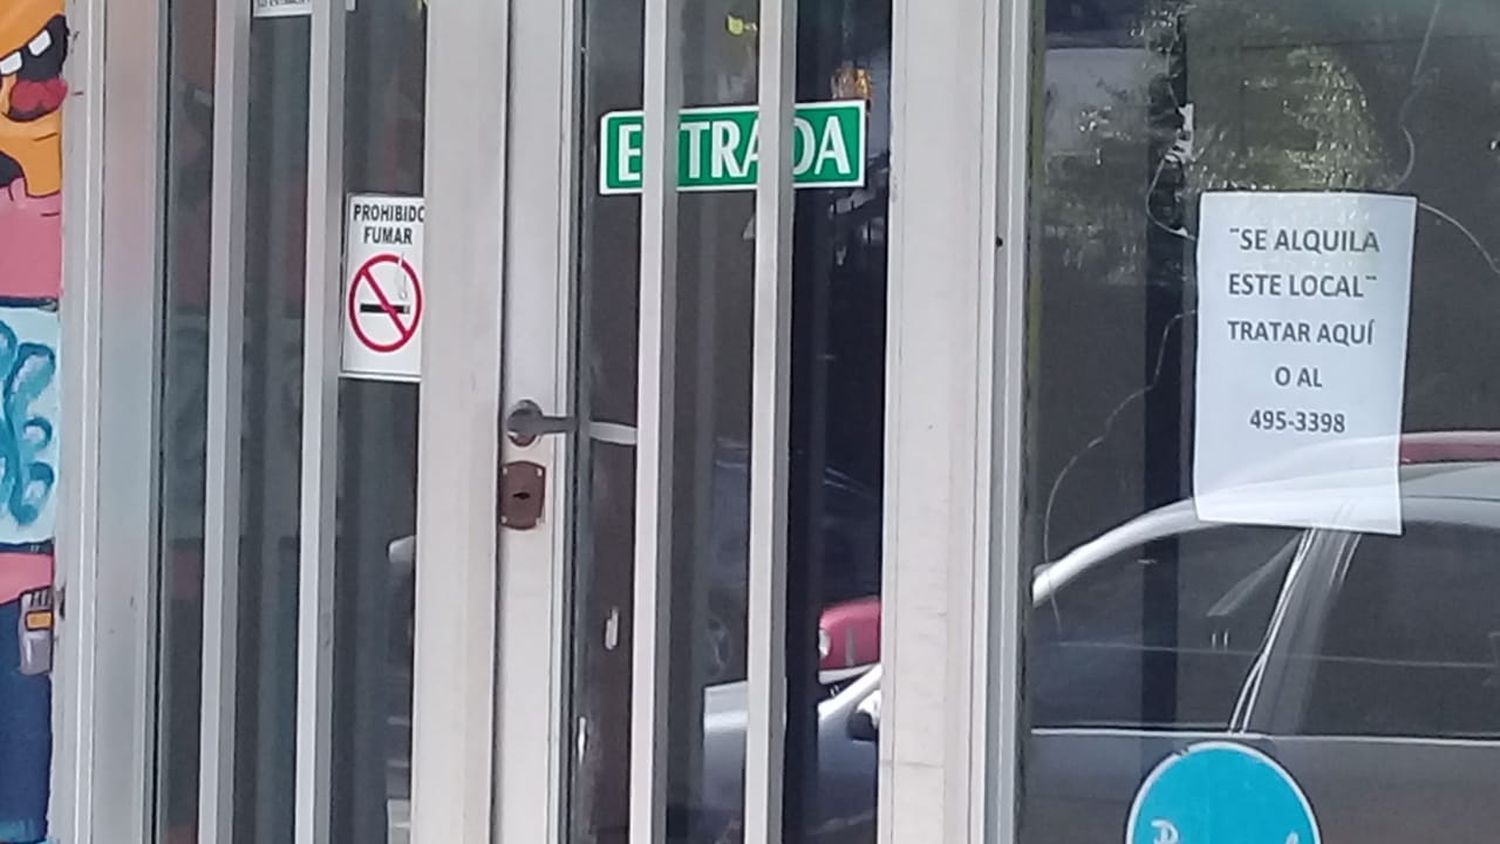 ENTRADA
PROHIBIDO
FUMAR
¨SE ALQUILA
ESTE LOCAL¨
TRATAR AQUÍ
O AL
495-3398